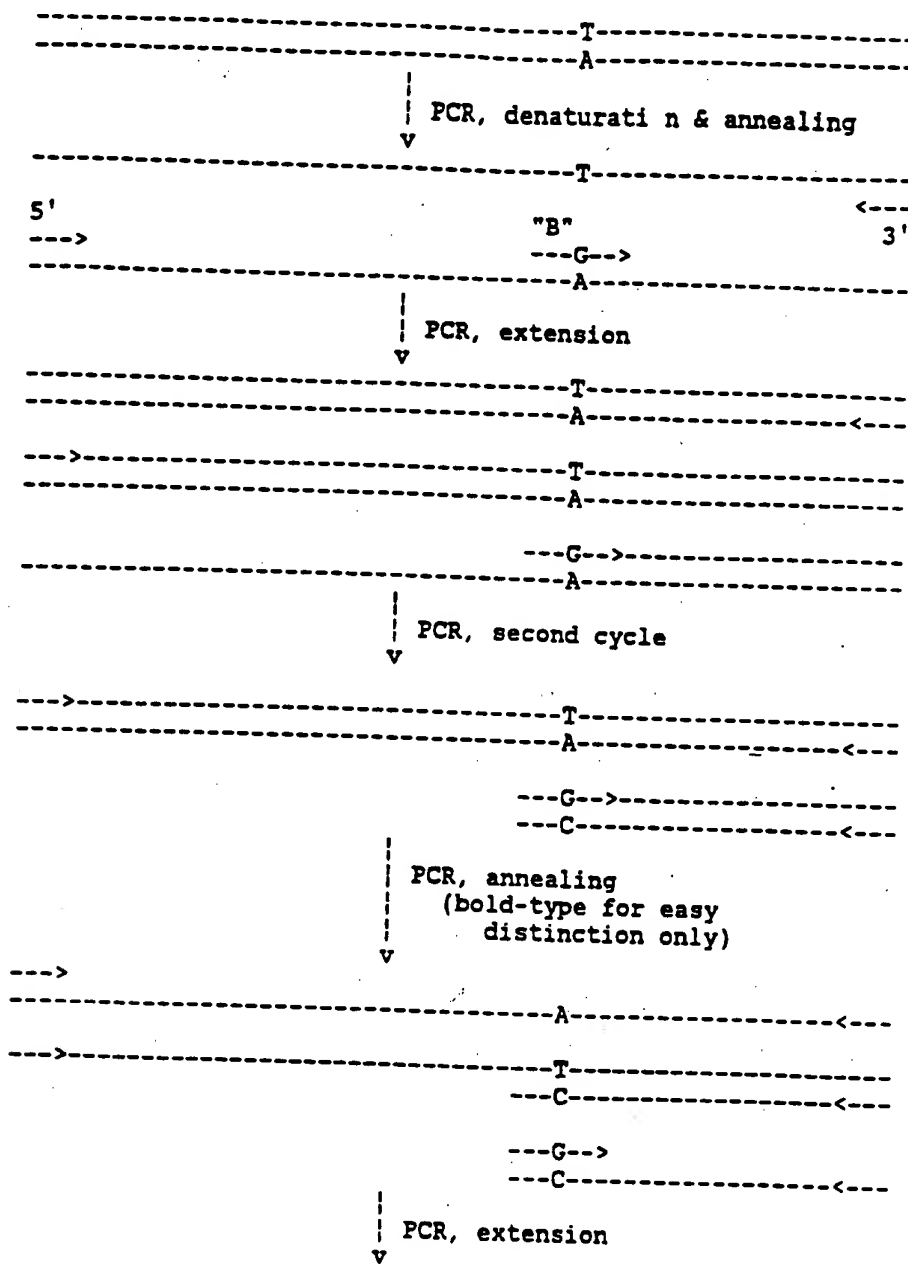 ---------------------------------------T----------------------
---------------------------------------A----------------------
PCR, denaturati n & annealing
v
---------------------------------------T----------------------
<---
5' "B" 3'
---> ---G-->
---------------------------------------A----------------------
PCR, extension
v
---------------------------------------T----------------------
---------------------------------------A------------------<---
--->-----------------------------------T----------------------
---------------------------------------A----------------------
---G-->-------------------
---------------------------------------A----------------------
PCR, second cycle
v
--->-----------------------------------T----------------------
---------------------------------------A------------------<---
---G-->-------------------
---C------------------<---
PCR, annealing
(bold-type for easy
distinction only)
v
--->
---------------------------------------A------------------<---
--->-----------------------------------T----------------------
---C------------------<---
---G-->
---C------------------<---
PCR, extension
v